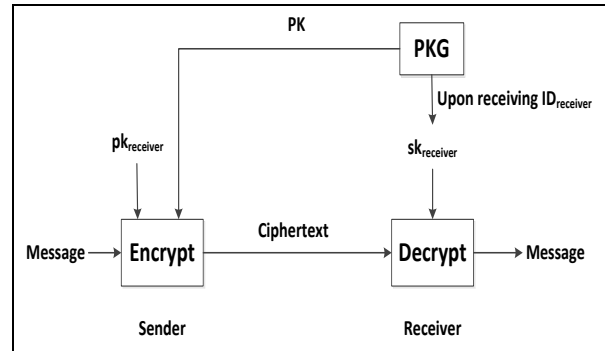 PK
PKG
Upon receiving IDreceiver
pkreceiver
skreceiver
Message
Encrypt
Ciphertext
Decrypt
Message
Sender
Receiver